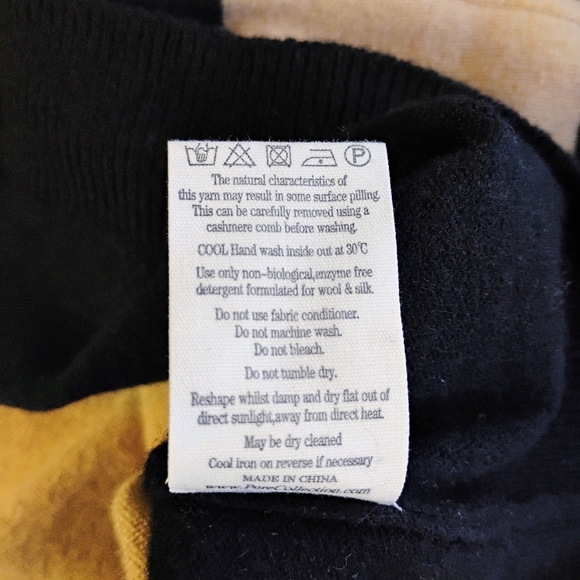 P
The natural characteristics of
this yarn may result in some surface pilling.
This can be carefully removed using a
cashmere comb before washing.
COOL Hand wash inside out at 30℃
Use only non-biological,enzyme free
detergent formulated for wool & silk.
Do not use fabric conditioner.
Do not machine wash.
Do not bleach.
Do not tumble dry.
Reshape whilst damp and dry flat out of
direct sunlight,away from direct heat.
May be dry cleaned
Cool iron on reverse if necessary
MADE IN CHINA
www.PureCollection.com